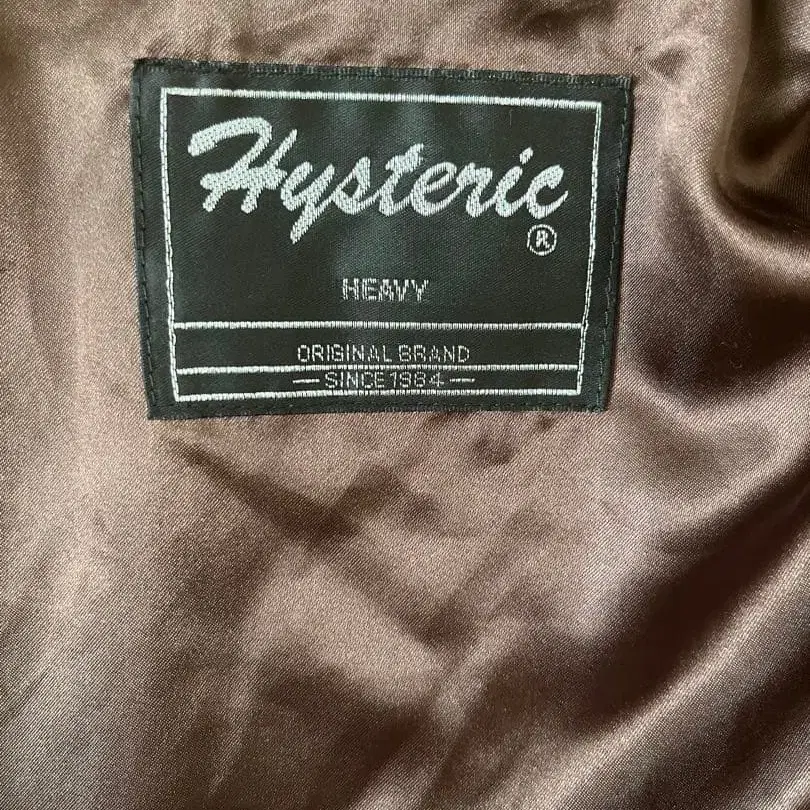 Hysteric
®
HEAVY
ORIGINAL BRAND
— SINCE 1984 —